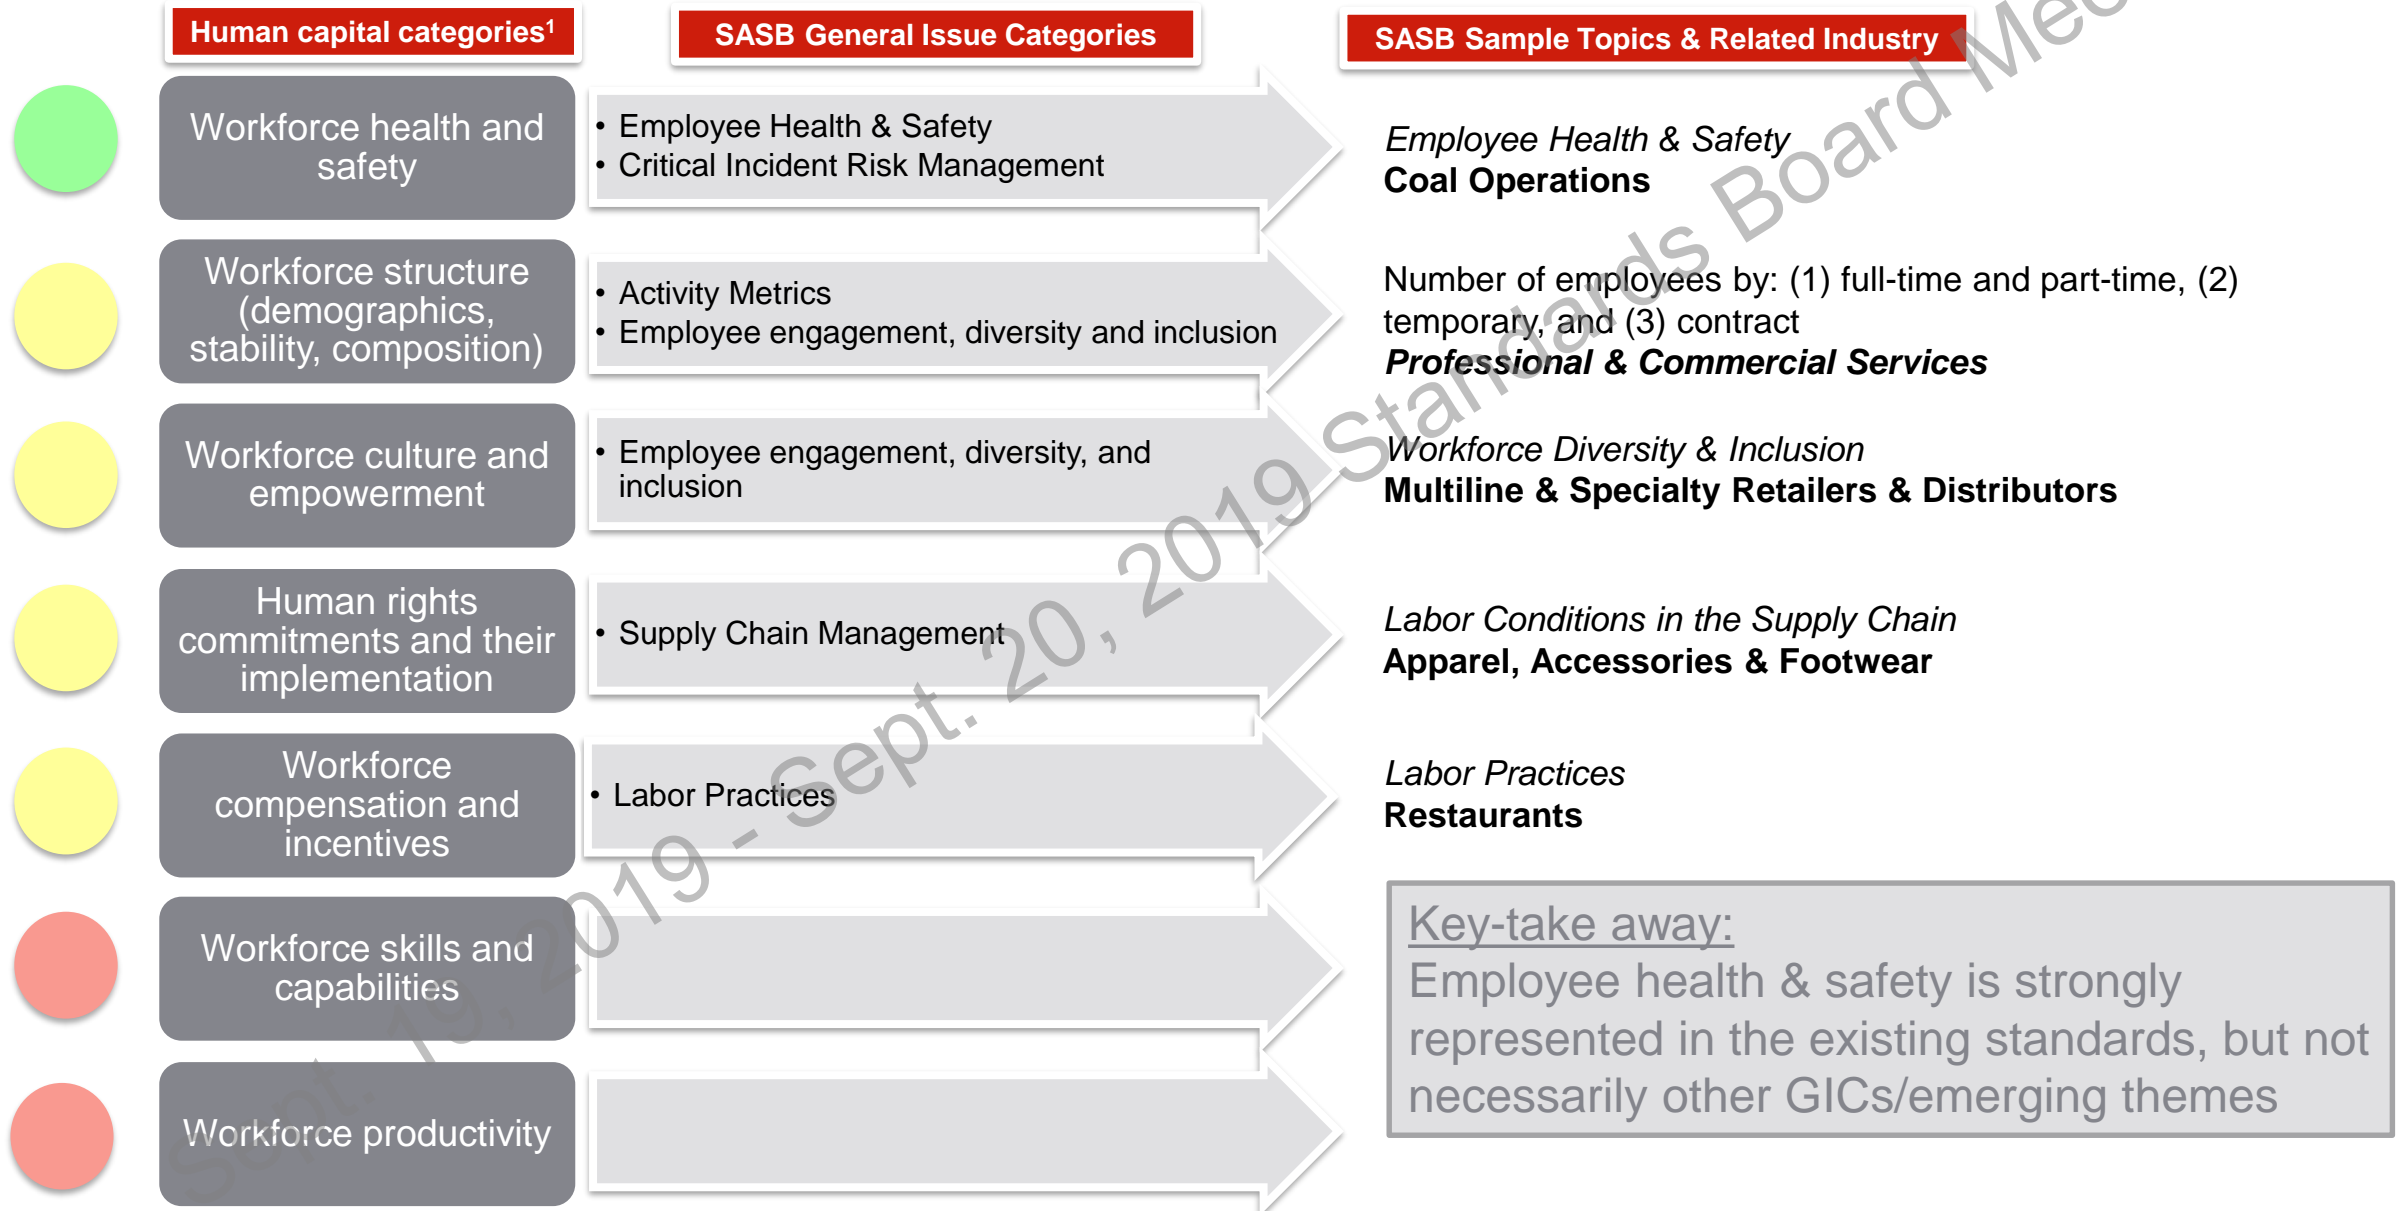 Human capital categories¹
SASB General Issue Categories
SASB Sample Topics & Related Industry
Workforce health and
safety
• Employee Health & Safety
• Critical Incident Risk Management
Employee Health & Safety
Coal Operations
Workforce structure
(demographics,
stability, composition)
• Activity Metrics
• Employee engagement, diversity and inclusion
Number of employees by: (1) full-time and part-time, (2)
temporary, and (3) contract
Professional & Commercial Services
Workforce culture and
empowerment
• Employee engagement, diversity, and
inclusion
Workforce Diversity & Inclusion
Multiline & Specialty Retailers & Distributors
Human rights
commitments and their
implementation
• Supply Chain Management
Labor Conditions in the Supply Chain
Apparel, Accessories & Footwear
Workforce
compensation and
incentives
• Labor Practices
Labor Practices
Restaurants
Workforce skills and
capabilities
Workforce productivity
Key-take away:
Employee health & safety is strongly
represented in the existing standards, but not
necessarily other GICs/emerging themes
Sept. 19, 2019 - Sept. 20, 2019 Standards Board